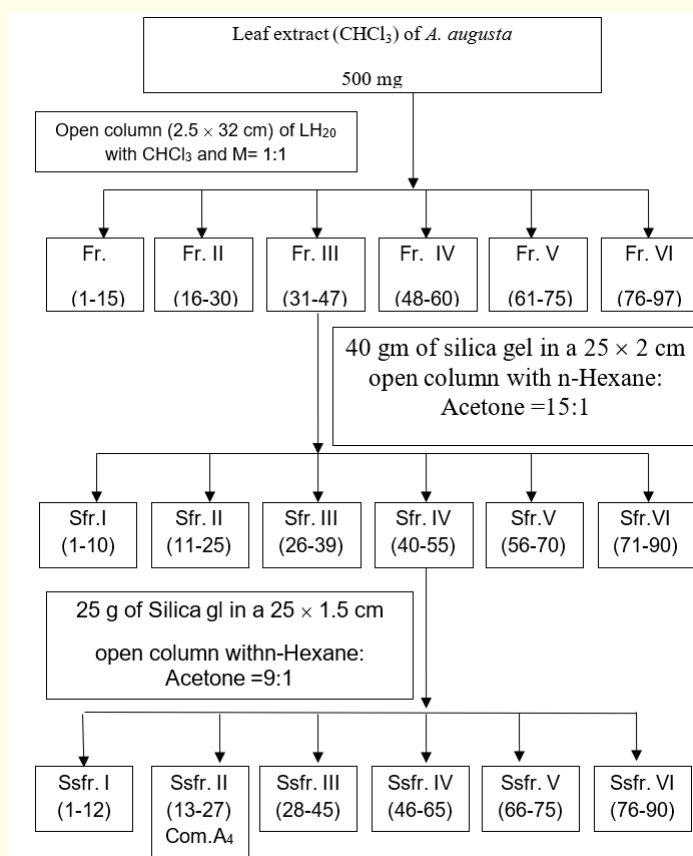 Leaf extract (CHCl₃) of A. augusta
500 mg
Open column (2.5 × 32 cm) of LH₂₀
with CHCl₃ and M= 1:1
Fr.
(1-15)
Fr. II
(16-30)
Fr. III
(31-47)
Fr. IV
(48-60)
Fr. V
(61-75)
Fr. VI
(76-97)
40 gm of silica gel in a 25 × 2 cm
open column with n-Hexane:
Acetone =15:1
Sfr.I
(1-10)
Sfr. II
(11-25)
Sfr. III
(26-39)
Sfr. IV
(40-55)
Sfr.V
(56-70)
Sfr.VI
(71-90)
25 g of Silica gl in a 25 × 1.5 cm
open column withn-Hexane:
Acetone =9:1
Ssfr. I
(1-12)
Ssfr. II
(13-27)
Com.A₄
Ssfr. III
(28-45)
Ssfr. IV
(46-65)
Ssfr. V
(66-75)
Ssfr. VI
(76-90)